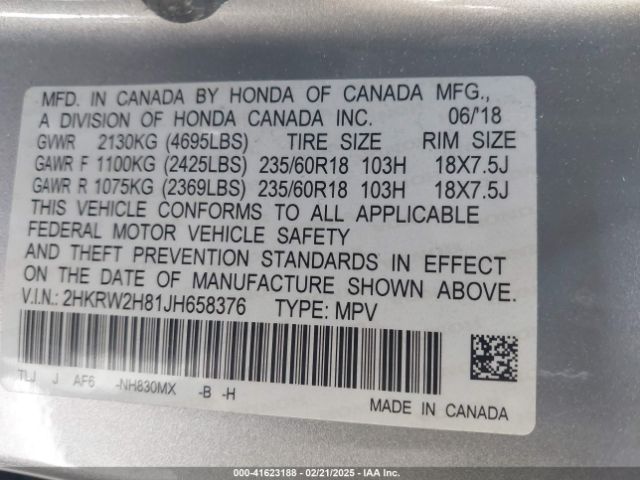 MFD. IN CANADA BY HONDA OF CANADA MFG.,
A DIVISION OF HONDA CANADA INC. 06/'18
GVWR 2130KG (4695LBS) TIRE SIZE RIM SIZE
GAWR F 1100KG (2425LBS) 235/60R18 103H 18X7.5J
GAWR R 1075KG (2369LBS) 235/60R18 103H 18X7.5J
THIS VEHICLE CONFORMS TO ALL APPLICABLE
FEDERAL MOTOR VEHICLE SAFETY
AND THEFT PREVENTION STANDARDS IN EFFECT
ON THE DATE OF MANUFACTURE SHOWN ABOVE.
V.I.N.: 2HKRW2H81JH658376 TYPE: MPV
TLJ J AF6 -NH830MX -B -H
MADE IN CANADA
000-41623188 - 02/21/2025 - IAA Inc.